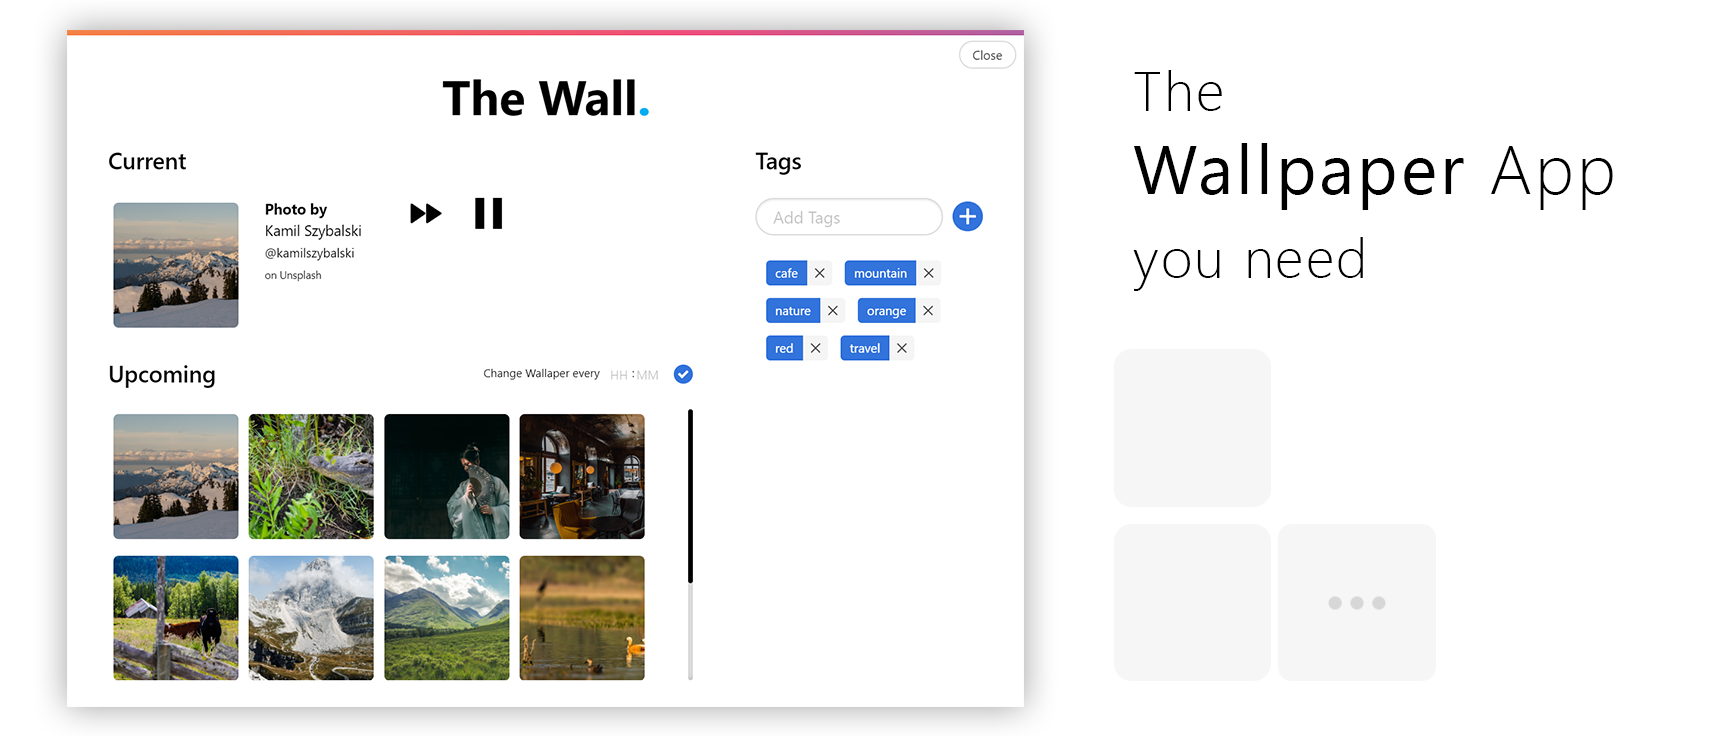 Close
The Wall.
Current
Photo by
Kamil Szybalski
@kamilszybalski
on Unsplash
Tags
Add Tags
cafe
mountain
nature
orange
red
travel
Upcoming
Change Wallaper every HH : MM
The
Wallpaper App
you need